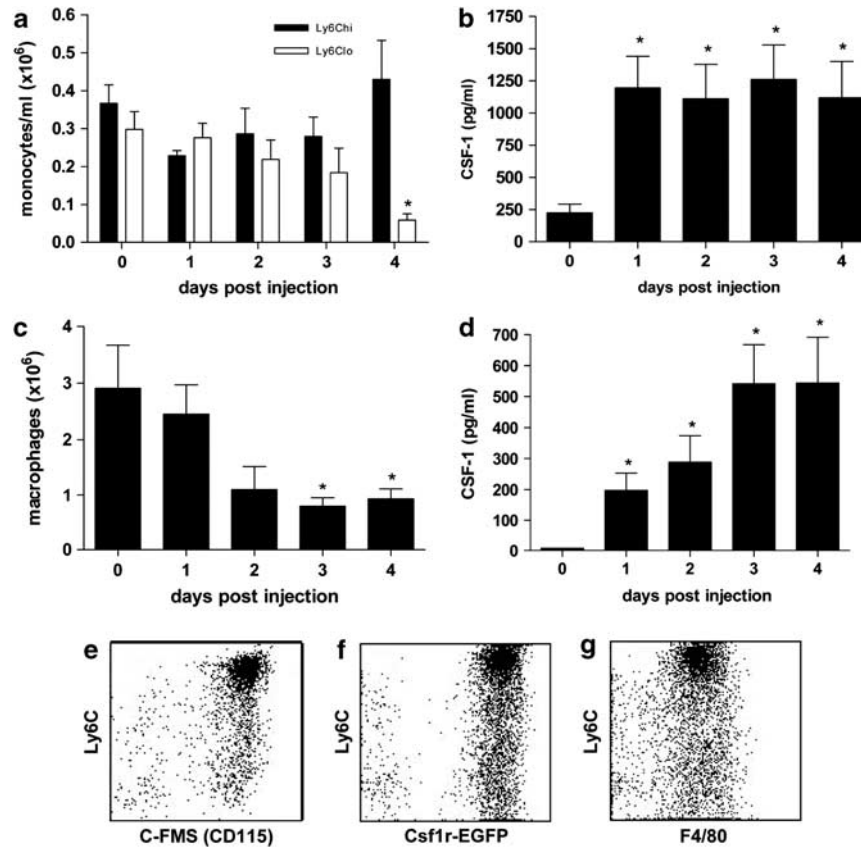 a
Ly6Chi
Ly6Clo
monocytes/ml (x10⁶)
0.6
0.5
0.4
0.3
0.2
0.1
0.0
*
0 1 2 3 4
days post injection
b
CSF-1 (pg/ml)
1750
1500
1250
1000
750
500
250
0
* * * *
0 1 2 3 4
days post injection
c
macrophages (x10⁶)
4
3
2
1
0
* *
0 1 2 3 4
days post injection
d
CSF-1 (pg/ml)
700
600
500
400
300
200
100
0
* * * *
0 1 2 3 4
days post injection
e
Ly6C
C-FMS (CD115)
f
Ly6C
Csf1r-EGFP
g
Ly6C
F4/80